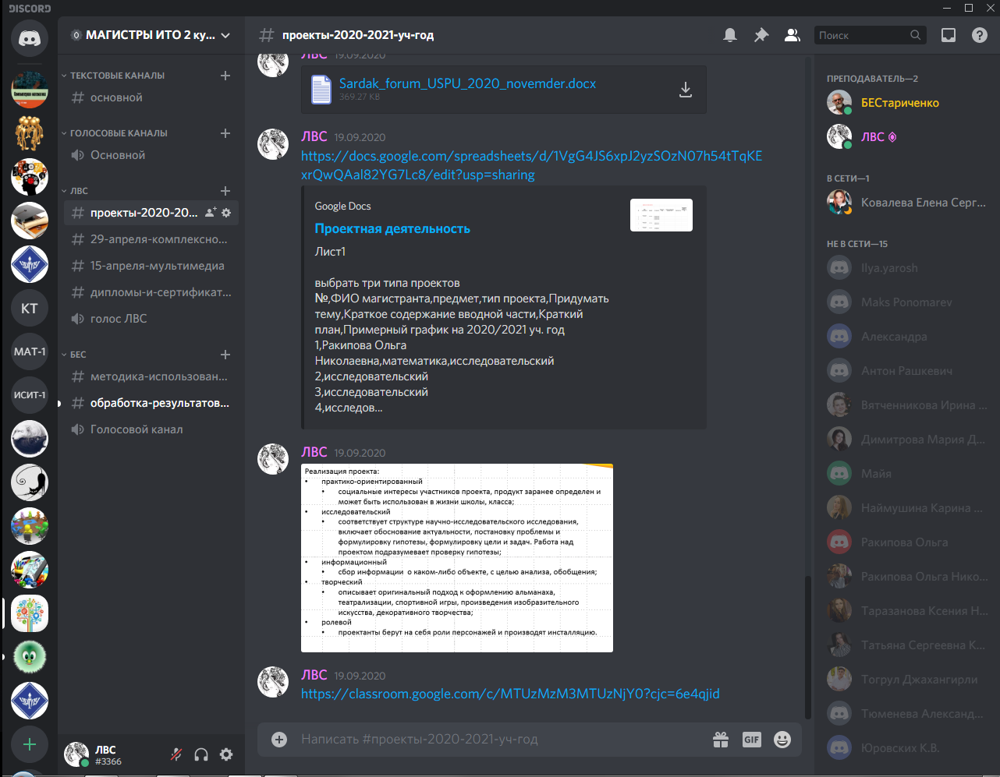 DISCORD
МАГИСТРЫ ИТО 2 ку...
ТЕКСТОВЫЕ КАНАЛЫ
основной
ГОЛОСОВЫЕ КАНАЛЫ
Основной
ЛВС
проекты-2020-20...
29-апреля-комплексно...
15-апреля-мультимедиа
дипломы-и-сертификат...
голос ЛВС
БЕС
методика-использован...
обработка-результатов...
Голосовой канал
КТ
МАТ-1
ИСИТ-1
ЛВС
#3366
проекты-2020-2021-уч-год
Поиск
ЛВС 19.09.2020
Sardak_forum_USPU_2020_novemder.docx
369.27 KB
ЛВС 19.09.2020
https://docs.google.com/spreadsheets/d/1VgG4JS6xpJ2yzSOzN07h54tTqKE
xrQwQAal82YG7Lc8/edit?usp=sharing
Google Docs
Проектная деятельность
Лист1
выбрать три типа проектов
№,ФИО магистранта,предмет,тип проекта,Придумать
тему,Краткое содержание вводной части,Краткий
план,Примерный график на 2020/2021 уч. год
1,Ракипова Ольга
Николаевна,математика,исследовательский
2,исследовательский
3,исследовательский
4,исследов...
ЛВС 19.09.2020
Реализация проекта:
• практико-ориентированный
• социальные интересы участников проекта, продукт заранее определен и
может быть использован в жизни школы, класса;
• исследовательский
• соответствует структуре научно-исследовательского исследования,
включает обоснование актуальности, постановку проблемы и
формулировку гипотезы, формулировку цели и задач. Работа над
проектом подразумевает проверку гипотезы;
• информационный
• сбор информации о каком-либо объекте, с целью анализа, обобщения;
• творческий
• описывает оригинальный подход к оформлению альманаха,
театрализации, спортивной игры, произведения изобразительного
искусства, декоративного творчества;
• ролевой
• проектанты берут на себя роли персонажей и производят инсталляцию.
ЛВС 19.09.2020
https://classroom.google.com/c/MTUzMzM3MTUzNjY0?cjc=6e4qjid
Написать #проекты-2020-2021-уч-год
GIF
ПРЕПОДАВАТЕЛЬ—2
БЕСтариченко
ЛВС
В СЕТИ—1
Ковалева Елена Серг...
НЕ В СЕТИ—15
Ilya.yarosh
Maks Ponomarev
Александра
Антон Рашкевич
Вятченникова Ирина ...
Димитрова Мария Д...
Майя
Наймушина Карина ...
Ракипова Ольга
Ракипова Ольга Нико...
Таразанова Ксения Н...
Татьяна Сергеевна К...
Тогрул Джахангирли
Тюменева Александ...
Юровских К.В.